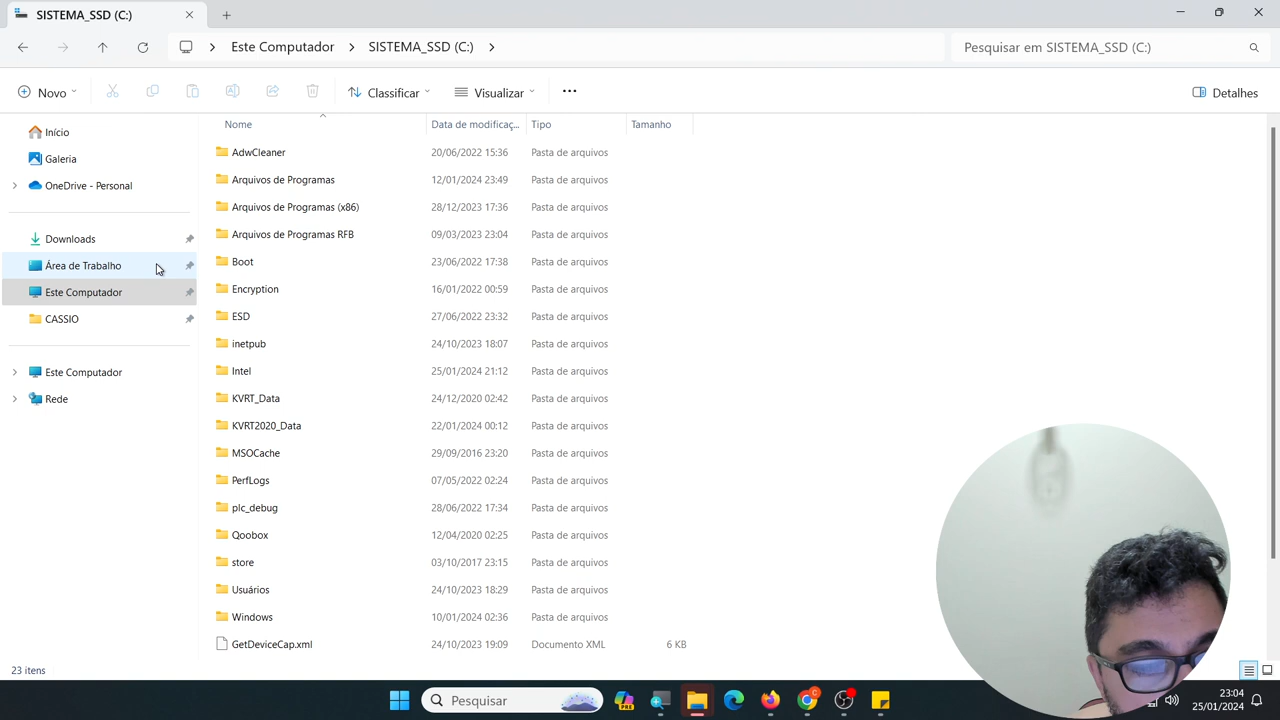 SISTEMA_SSD (C:)
Este Computador > SISTEMA_SSD (C:) >
Pesquisar em SISTEMA_SSD (C:)
Novo
Classificar
Visualizar
Detalhes
Início
Galeria
OneDrive - Personal
Downloads
Área de Trabalho
Este Computador
CASSIO
Este Computador
Rede
Nome Data de modificaç... Tipo Tamanho
AdwCleaner 20/06/2022 15:36 Pasta de arquivos
Arquivos de Programas 12/01/2024 23:49 Pasta de arquivos
Arquivos de Programas (x86) 28/12/2023 17:36 Pasta de arquivos
Arquivos de Programas RFB 09/03/2023 23:04 Pasta de arquivos
Boot 23/06/2022 17:38 Pasta de arquivos
Encryption 16/01/2022 00:59 Pasta de arquivos
ESD 27/06/2022 23:32 Pasta de arquivos
inetpub 24/10/2023 18:07 Pasta de arquivos
Intel 25/01/2024 21:12 Pasta de arquivos
KVRT_Data 24/12/2020 02:42 Pasta de arquivos
KVRT2020_Data 22/01/2024 00:12 Pasta de arquivos
MSOCache 29/09/2016 23:20 Pasta de arquivos
PerfLogs 07/05/2022 02:24 Pasta de arquivos
plc_debug 28/06/2022 17:34 Pasta de arquivos
Qoobox 12/04/2020 02:25 Pasta de arquivos
store 03/10/2017 23:15 Pasta de arquivos
Usuários 24/10/2023 18:29 Pasta de arquivos
Windows 10/01/2024 02:36 Pasta de arquivos
GetDeviceCap.xml 24/10/2023 19:09 Documento XML 6 KB
23 itens
Pesquisar
PRE
C
23:04
25/01/2024